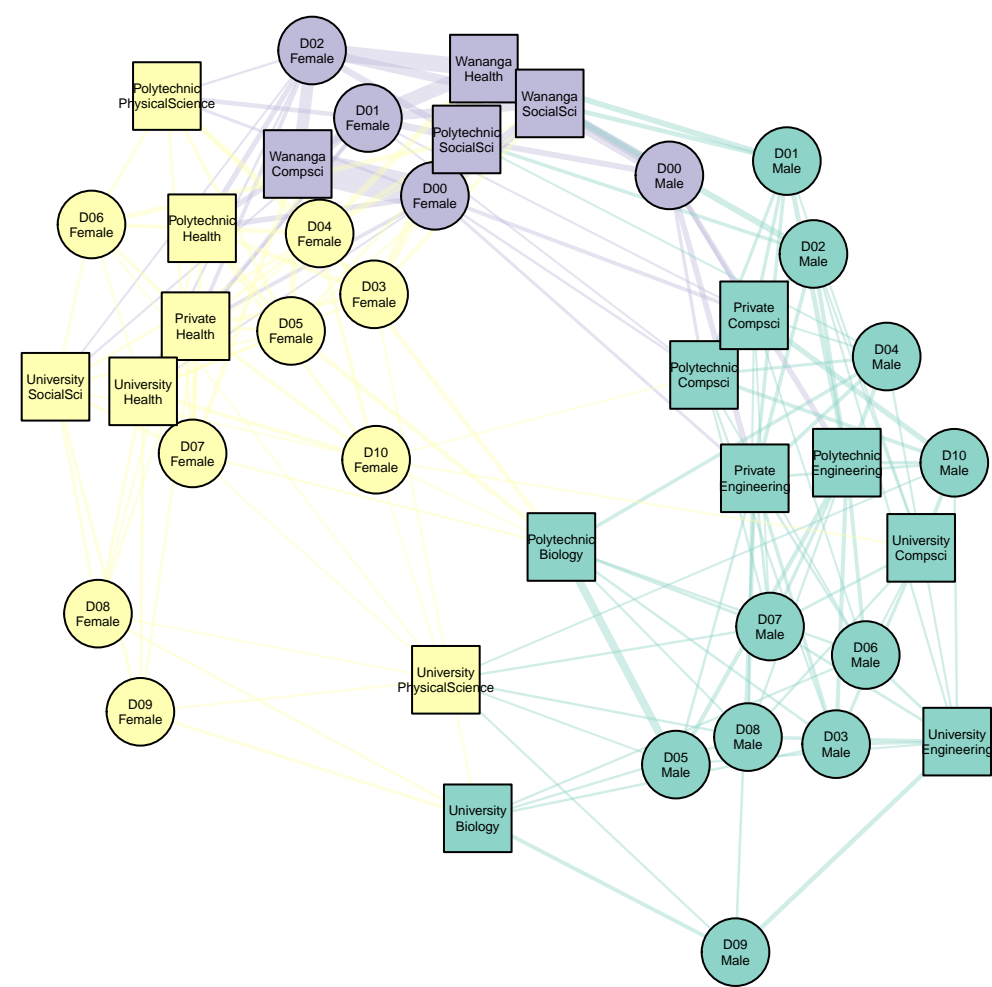 D02
Female
Wananga
Health
Polytechnic
PhysicalScience
Wananga
SocialSci
D01
Female
Polytechnic
SocialSci
Wananga
Compsci
D01
Male
D00
Male
D00
Female
D06
Female
Polytechnic
Health
D04
Female
D02
Male
D03
Female
Private
Compsci
Private
Health
D05
Female
D04
Male
Polytechnic
Compsci
University
SocialSci
University
Health
D07
Female
D10
Female
Private
Engineering
Polytechnic
Engineering
D10
Male
Polytechnic
Biology
University
Compsci
D08
Female
D07
Male
D06
Male
University
PhysicalScience
D09
Female
D08
Male
D03
Male
University
Engineering
D05
Male
University
Biology
D09
Male